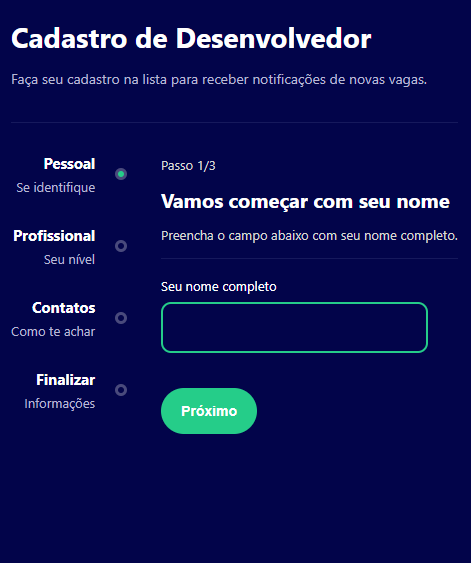 Cadastro de Desenvolvedor
Faça seu cadastro na lista para receber notificações de novas vagas.
Pessoal
Se identifique
Profissional
Seu nível
Contatos
Como te achar
Finalizar
Informações
Passo 1/3
Vamos começar com seu nome
Preencha o campo abaixo com seu nome completo.
Seu nome completo
Próximo